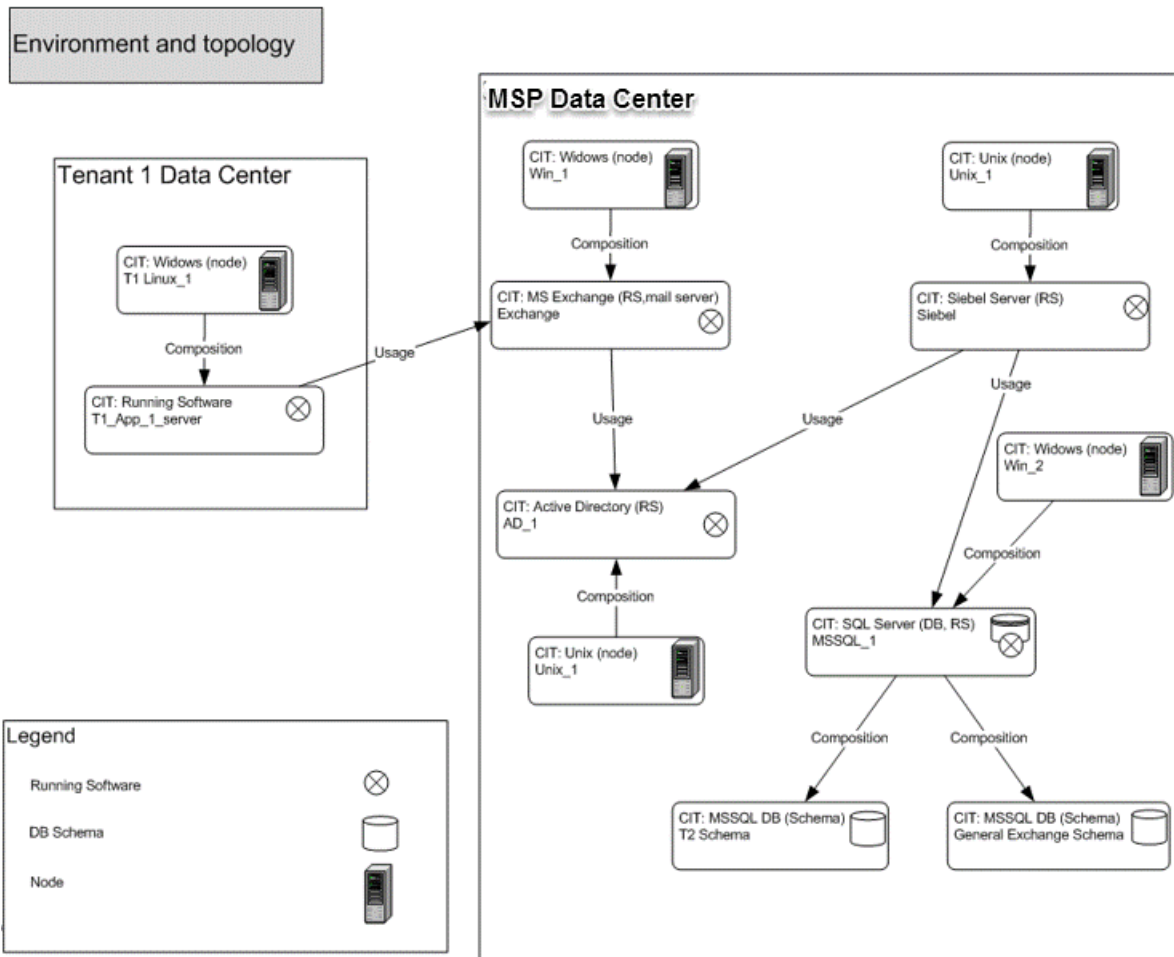 Environment and topology
MSP Data Center
Tenant 1 Data Center
CIT: Widows (node)
Win_1
CIT: Unix (node)
Unix_1
Composition
Composition
CIT: Widows (node)
T1 Linux_1
CIT: MS Exchange (RS,mail server)
Exchange
CIT: Siebel Server (RS)
Siebel
Composition
Usage
CIT: Running Software
T1_App_1_server
Usage
Usage
Usage
CIT: Widows (node)
Win_2
CIT: Active Directory (RS)
AD_1
Composition
Composition
CIT: SQL Server (DB, RS)
MSSQL_1
CIT: Unix (node)
Unix_1
Composition
Composition
Legend
Running Software
DB Schema
Node
CIT: MSSQL DB (Schema)
T2 Schema
CIT: MSSQL DB (Schema)
General Exchange Schema